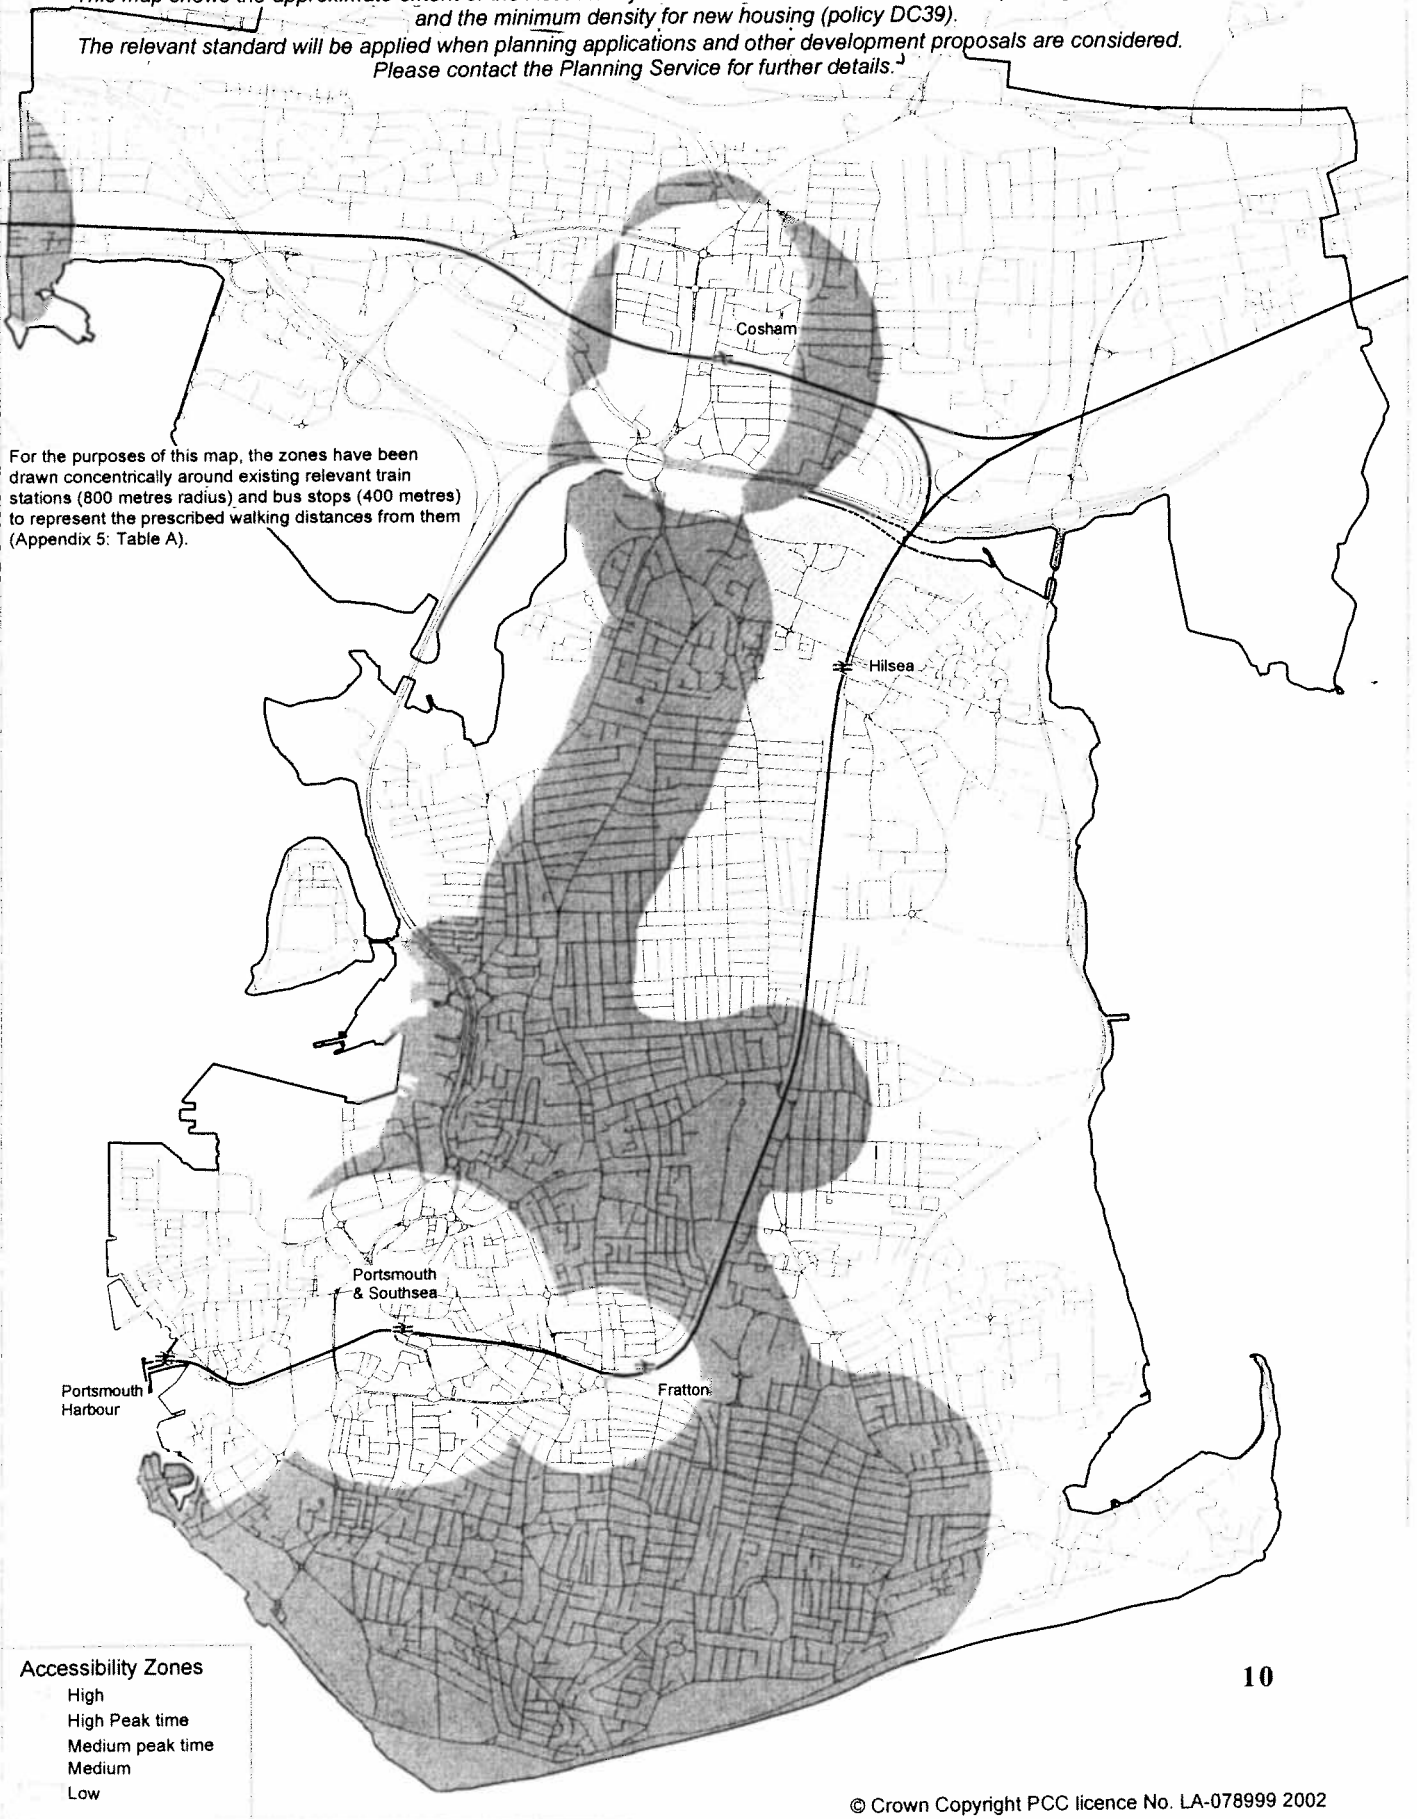 and the minimum density for new housing (policy DC39).
The relevant standard will be applied when planning applications and other development proposals are considered.
Please contact the Planning Service for further details.
Cosham
For the purposes of this map, the zones have been
drawn concentrically around existing relevant train
stations (800 metres radius) and bus stops (400 metres)
to represent the prescribed walking distances from them
(Appendix 5: Table A).
Hilsea
Portsmouth
& Southsea
Portsmouth
Harbour
Fratton
Accessibility Zones
High
High Peak time
Medium peak time
Medium
Low
10
© Crown Copyright PCC licence No. LA-078999 2002